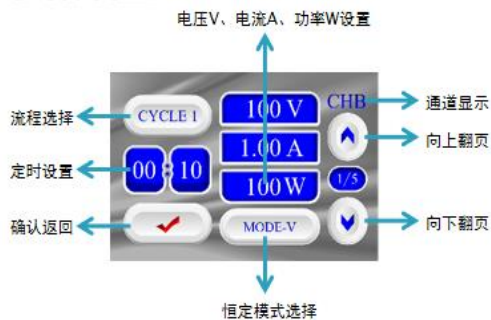 电压V、电流A、功率W设置
流程选择
CYCLE 1
100 V
CHB
通道显示
1.00 A
向上翻页
定时设置
00:10
100W
1/5
确认返回
MODE-V
向下翻页
恒定模式选择